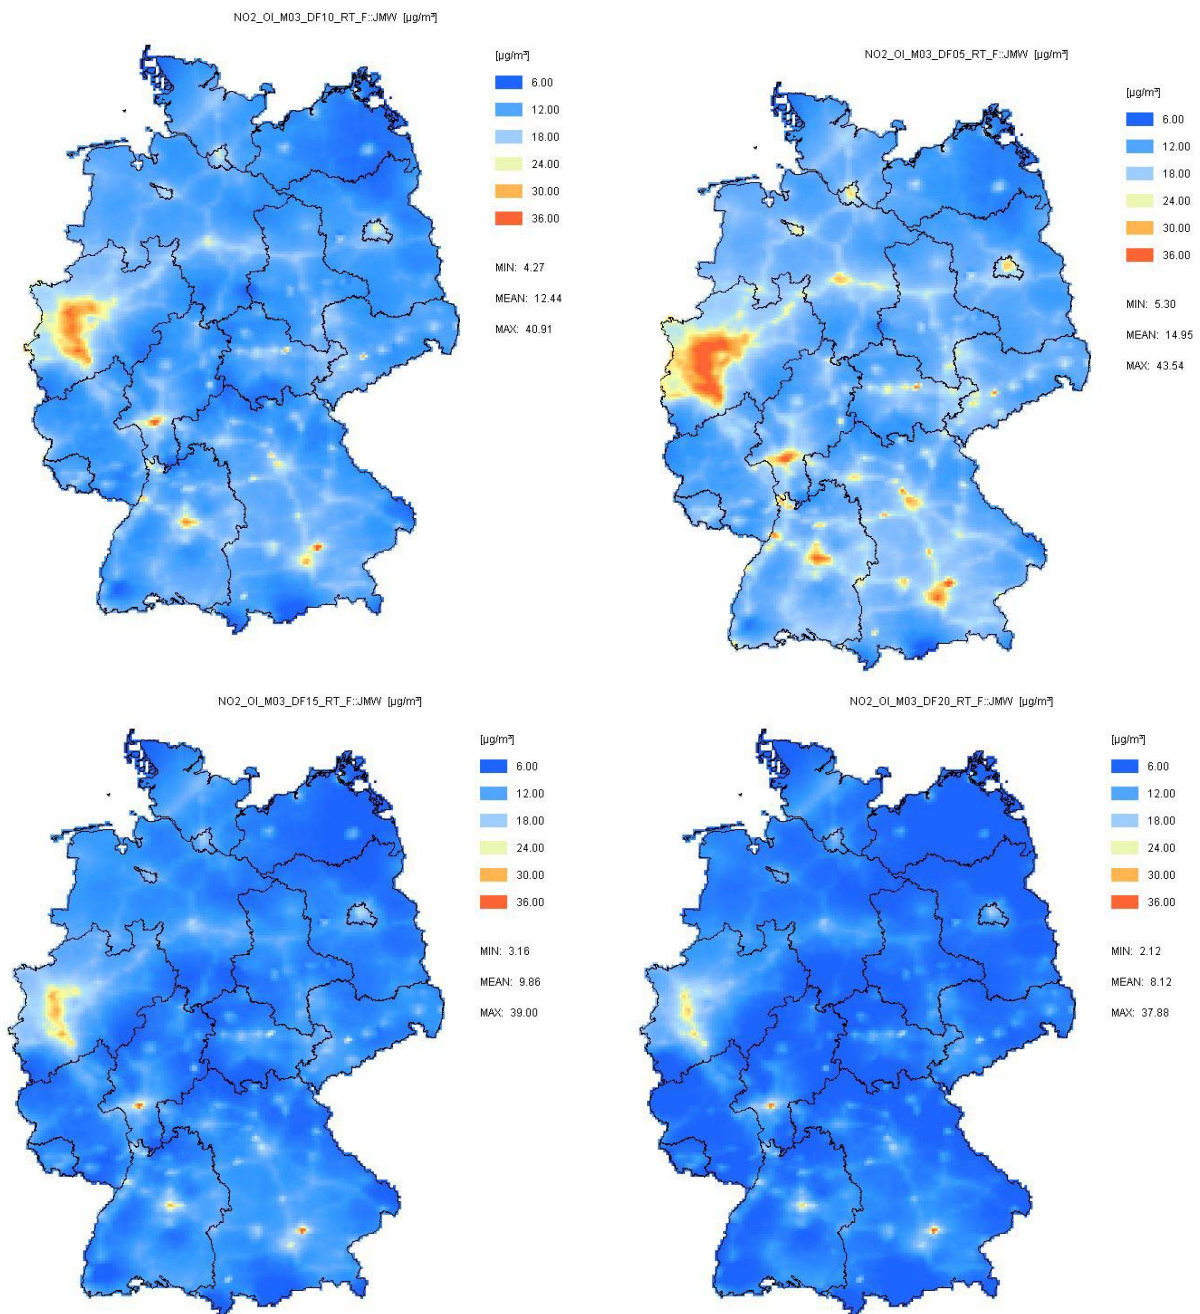 NO2_OI_M03_DF10_RT_F::JMW [µg/m³]
[µg/m³]
6.00
12.00
18.00
24.00
30.00
36.00
MIN: 4.27
MEAN: 12.44
MAX: 40.91
NO2_OI_M03_DF05_RT_F::JMW [µg/m³]
[µg/m³]
6.00
12.00
18.00
24.00
30.00
36.00
MIN: 5.30
MEAN: 14.95
MAX: 43.54
NO2_OI_M03_DF15_RT_F::JMW [µg/m³]
[µg/m³]
6.00
12.00
18.00
24.00
30.00
36.00
MIN: 3.16
MEAN: 9.86
MAX: 39.00
NO2_OI_M03_DF20_RT_F::JMW [µg/m³]
[µg/m³]
6.00
12.00
18.00
24.00
30.00
36.00
MIN: 2.12
MEAN: 8.12
MAX: 37.88